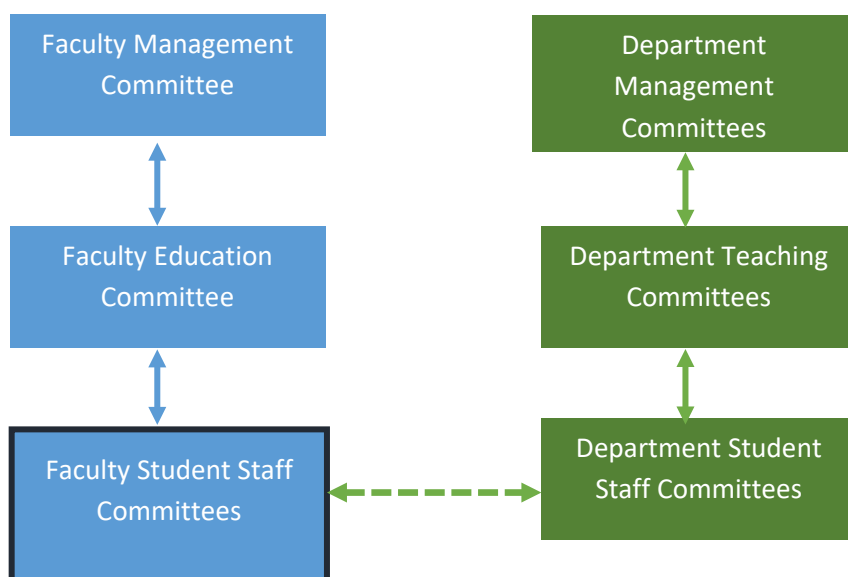 Faculty Management
Committee
Department
Management
Committees
Faculty Education
Committee
Department Teaching
Committees
Faculty Student Staff
Committees
Department Student
Staff Committees